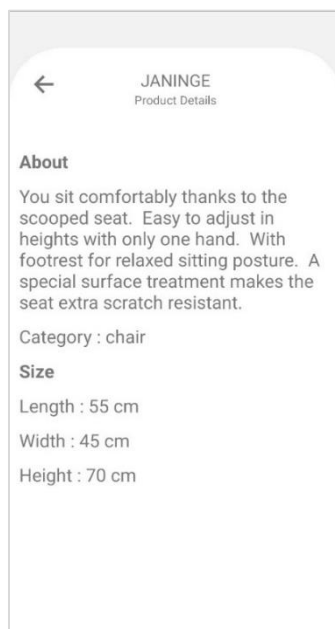 JANINGE
Product Details
About
You sit comfortably thanks to the
scooped seat.  Easy to adjust in
heights with only one hand.  With
footrest for relaxed sitting posture.  A
special surface treatment makes the
seat extra scratch resistant.
Category : chair
Size
Length : 55 cm
Width : 45 cm
Height : 70 cm